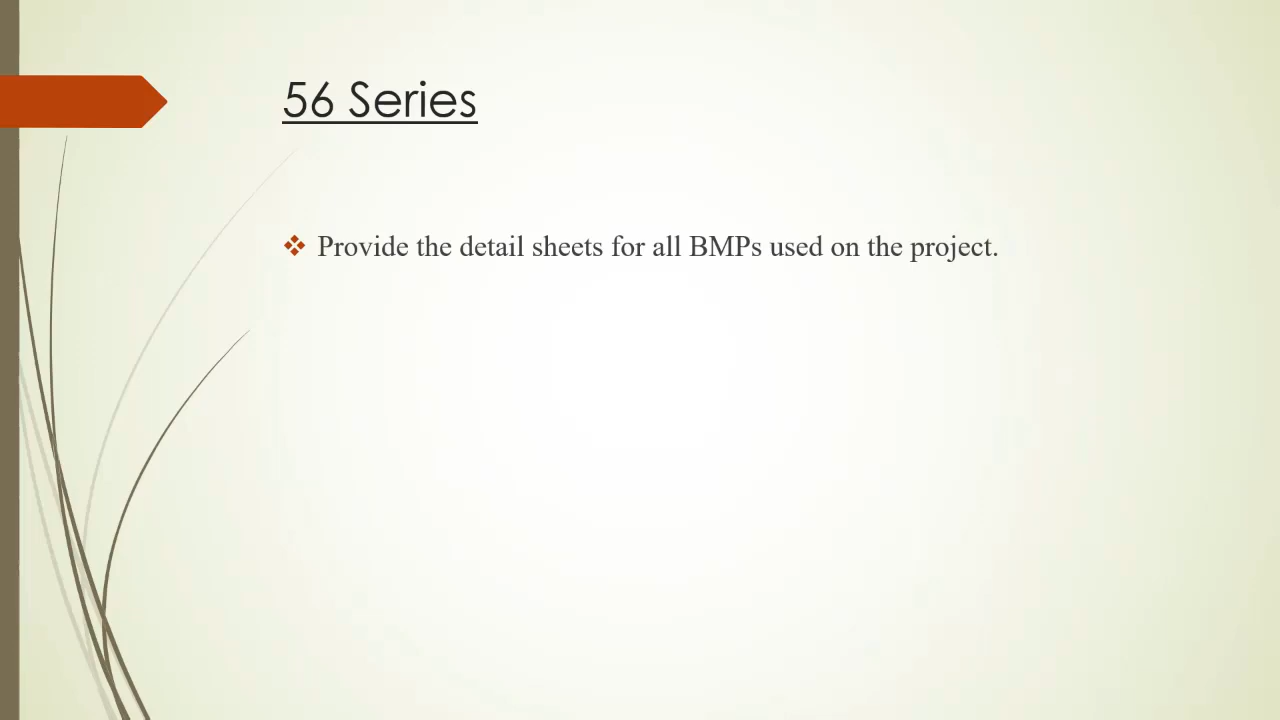 56 Series
Provide the detail sheets for all BMPs used on the project.